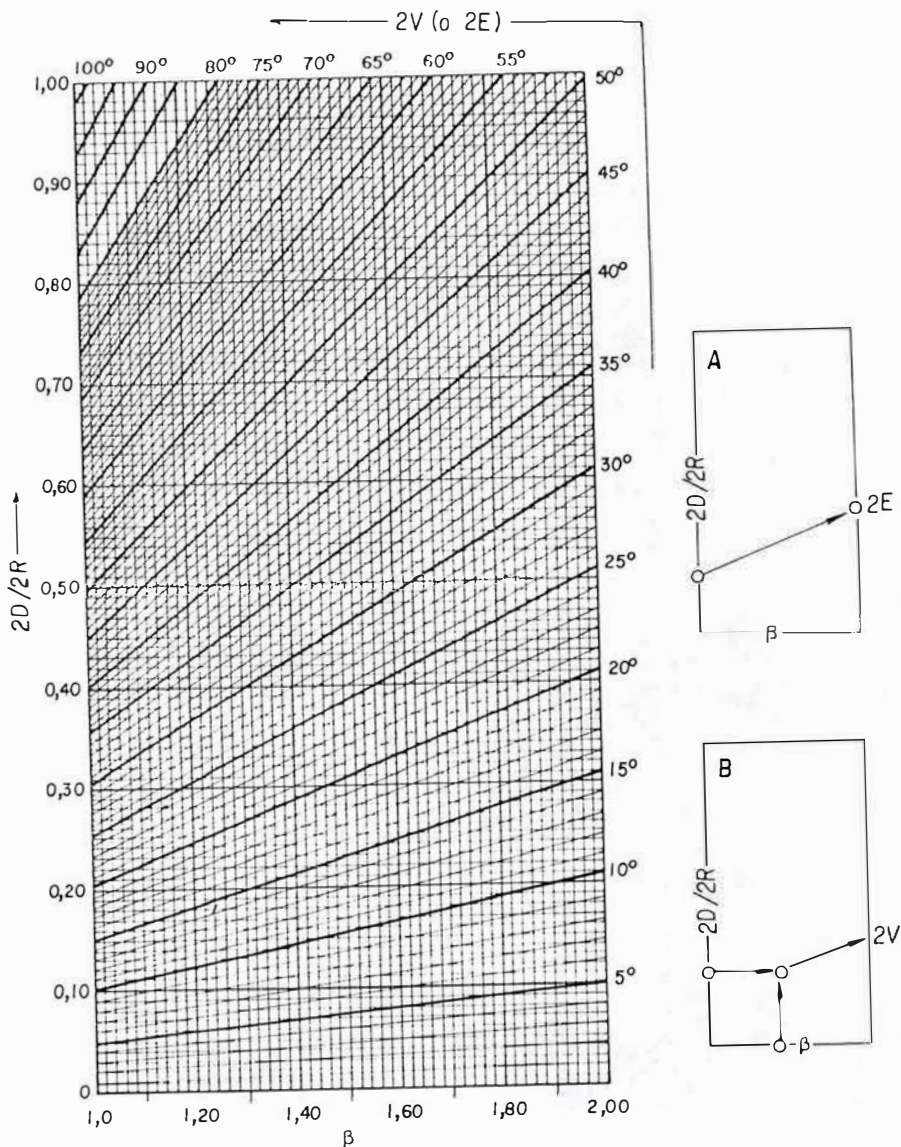 2V (o 2E)
100° 90° 80° 75° 70° 65° 60° 55° 50°
1,00
0,90
0,80
0,70
0,60
0,50
0,40
0,30
0,20
0,10
0
2D/2R
45°
40°
35°
30°
25°
20°
15°
10°
5°
1,0 1,20 1,40 1,60 1,80 2,00
β
A
2D/2R
2E
β
B
2D/2R
2V
β